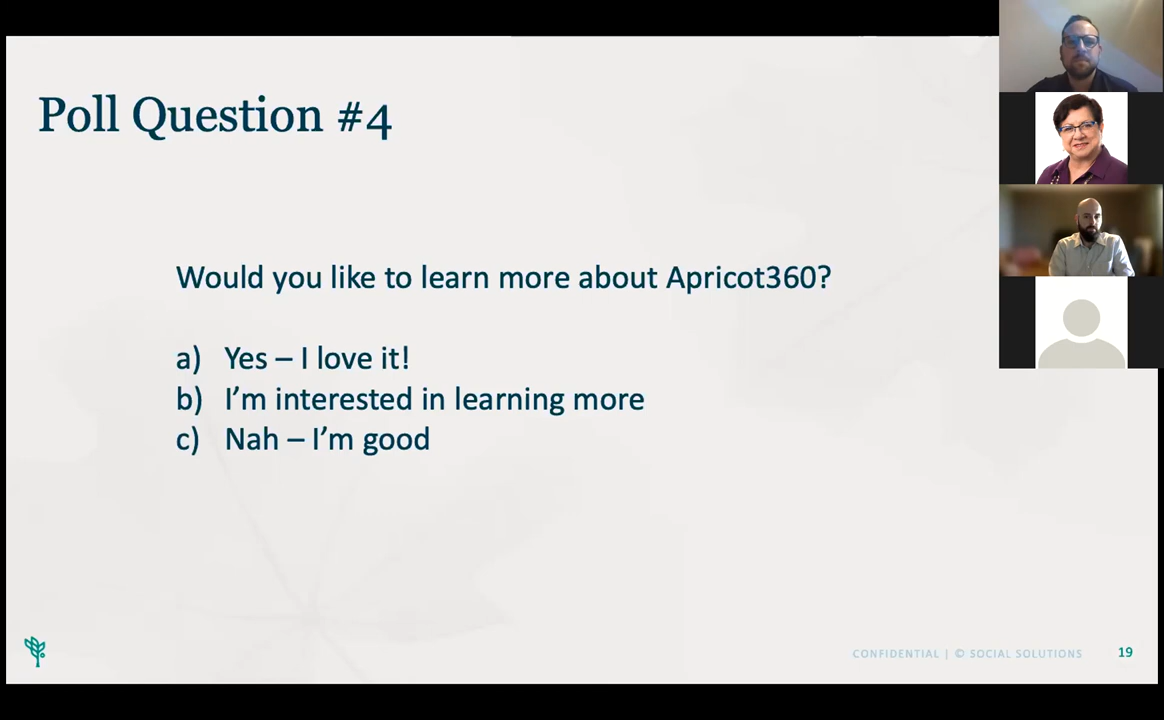 Poll Question #4
Would you like to learn more about Apricot360?
a) Yes – I love it!
b) I’m interested in learning more
c) Nah – I’m good
CONFIDENTIAL | © SOCIAL SOLUTIONS 19